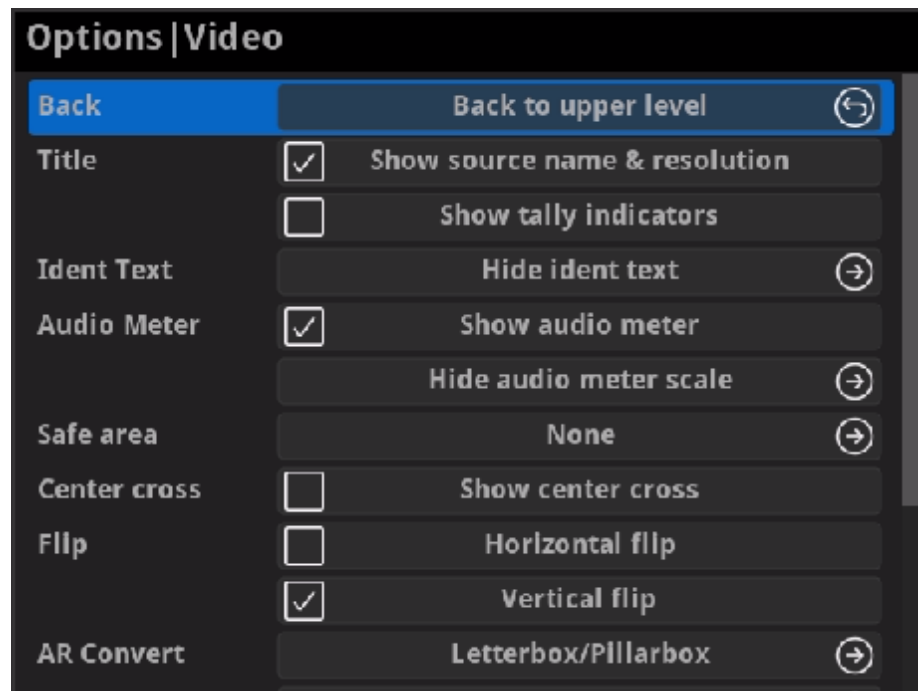 Options|Video
Back Back to upper level
Title Show source name & resolution
Show tally indicators
Ident Text Hide ident text
Audio Meter Show audio meter
Hide audio meter scale
Safe area None
Center cross Show center cross
Flip Horizontal flip
Vertical flip
AR Convert Letterbox/Pillarbox